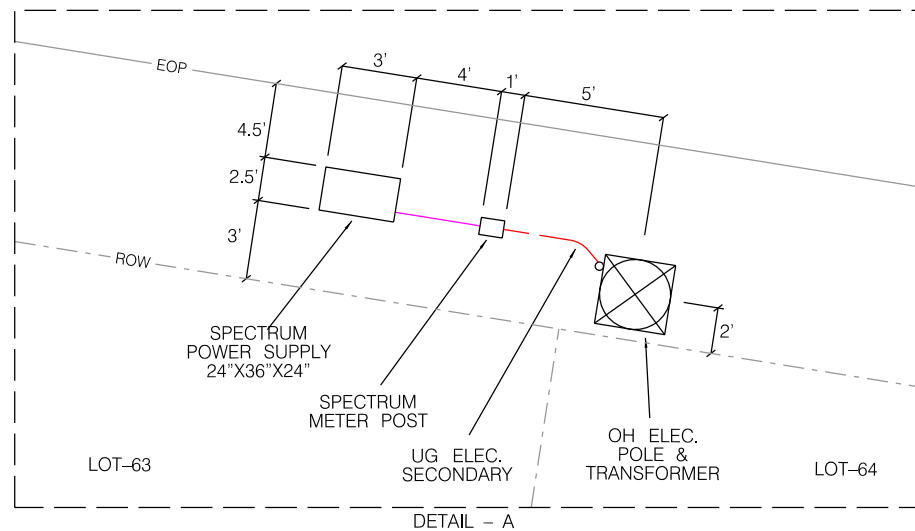 3'
4'
1'
5'
EOP
4.5'
2.5'
3'
ROW
2'
SPECTRUM
POWER SUPPLY
24"X36"X24"
SPECTRUM
METER POST
UG ELEC.
SECONDARY
OH ELEC.
POLE &
TRANSFORMER
LOT-63
LOT-64
DETAIL - A